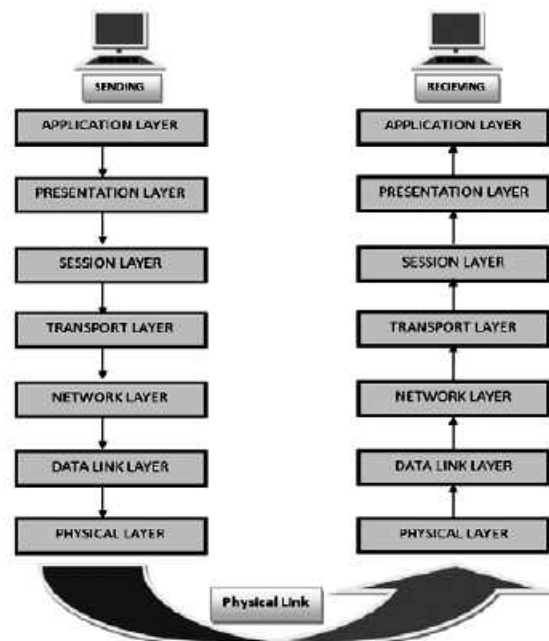 SENDING
APPLICATION LAYER
PRESENTATION LAYER
SESSION LAYER
TRANSPORT LAYER
NETWORK LAYER
DATA LINK LAYER
PHYSICAL LAYER
RECIEVING
APPLICATION LAYER
PRESENTATION LAYER
SESSION LAYER
TRANSPORT LAYER
NETWORK LAYER
DATA LINK LAYER
PHYSICAL LAYER
Physical Link